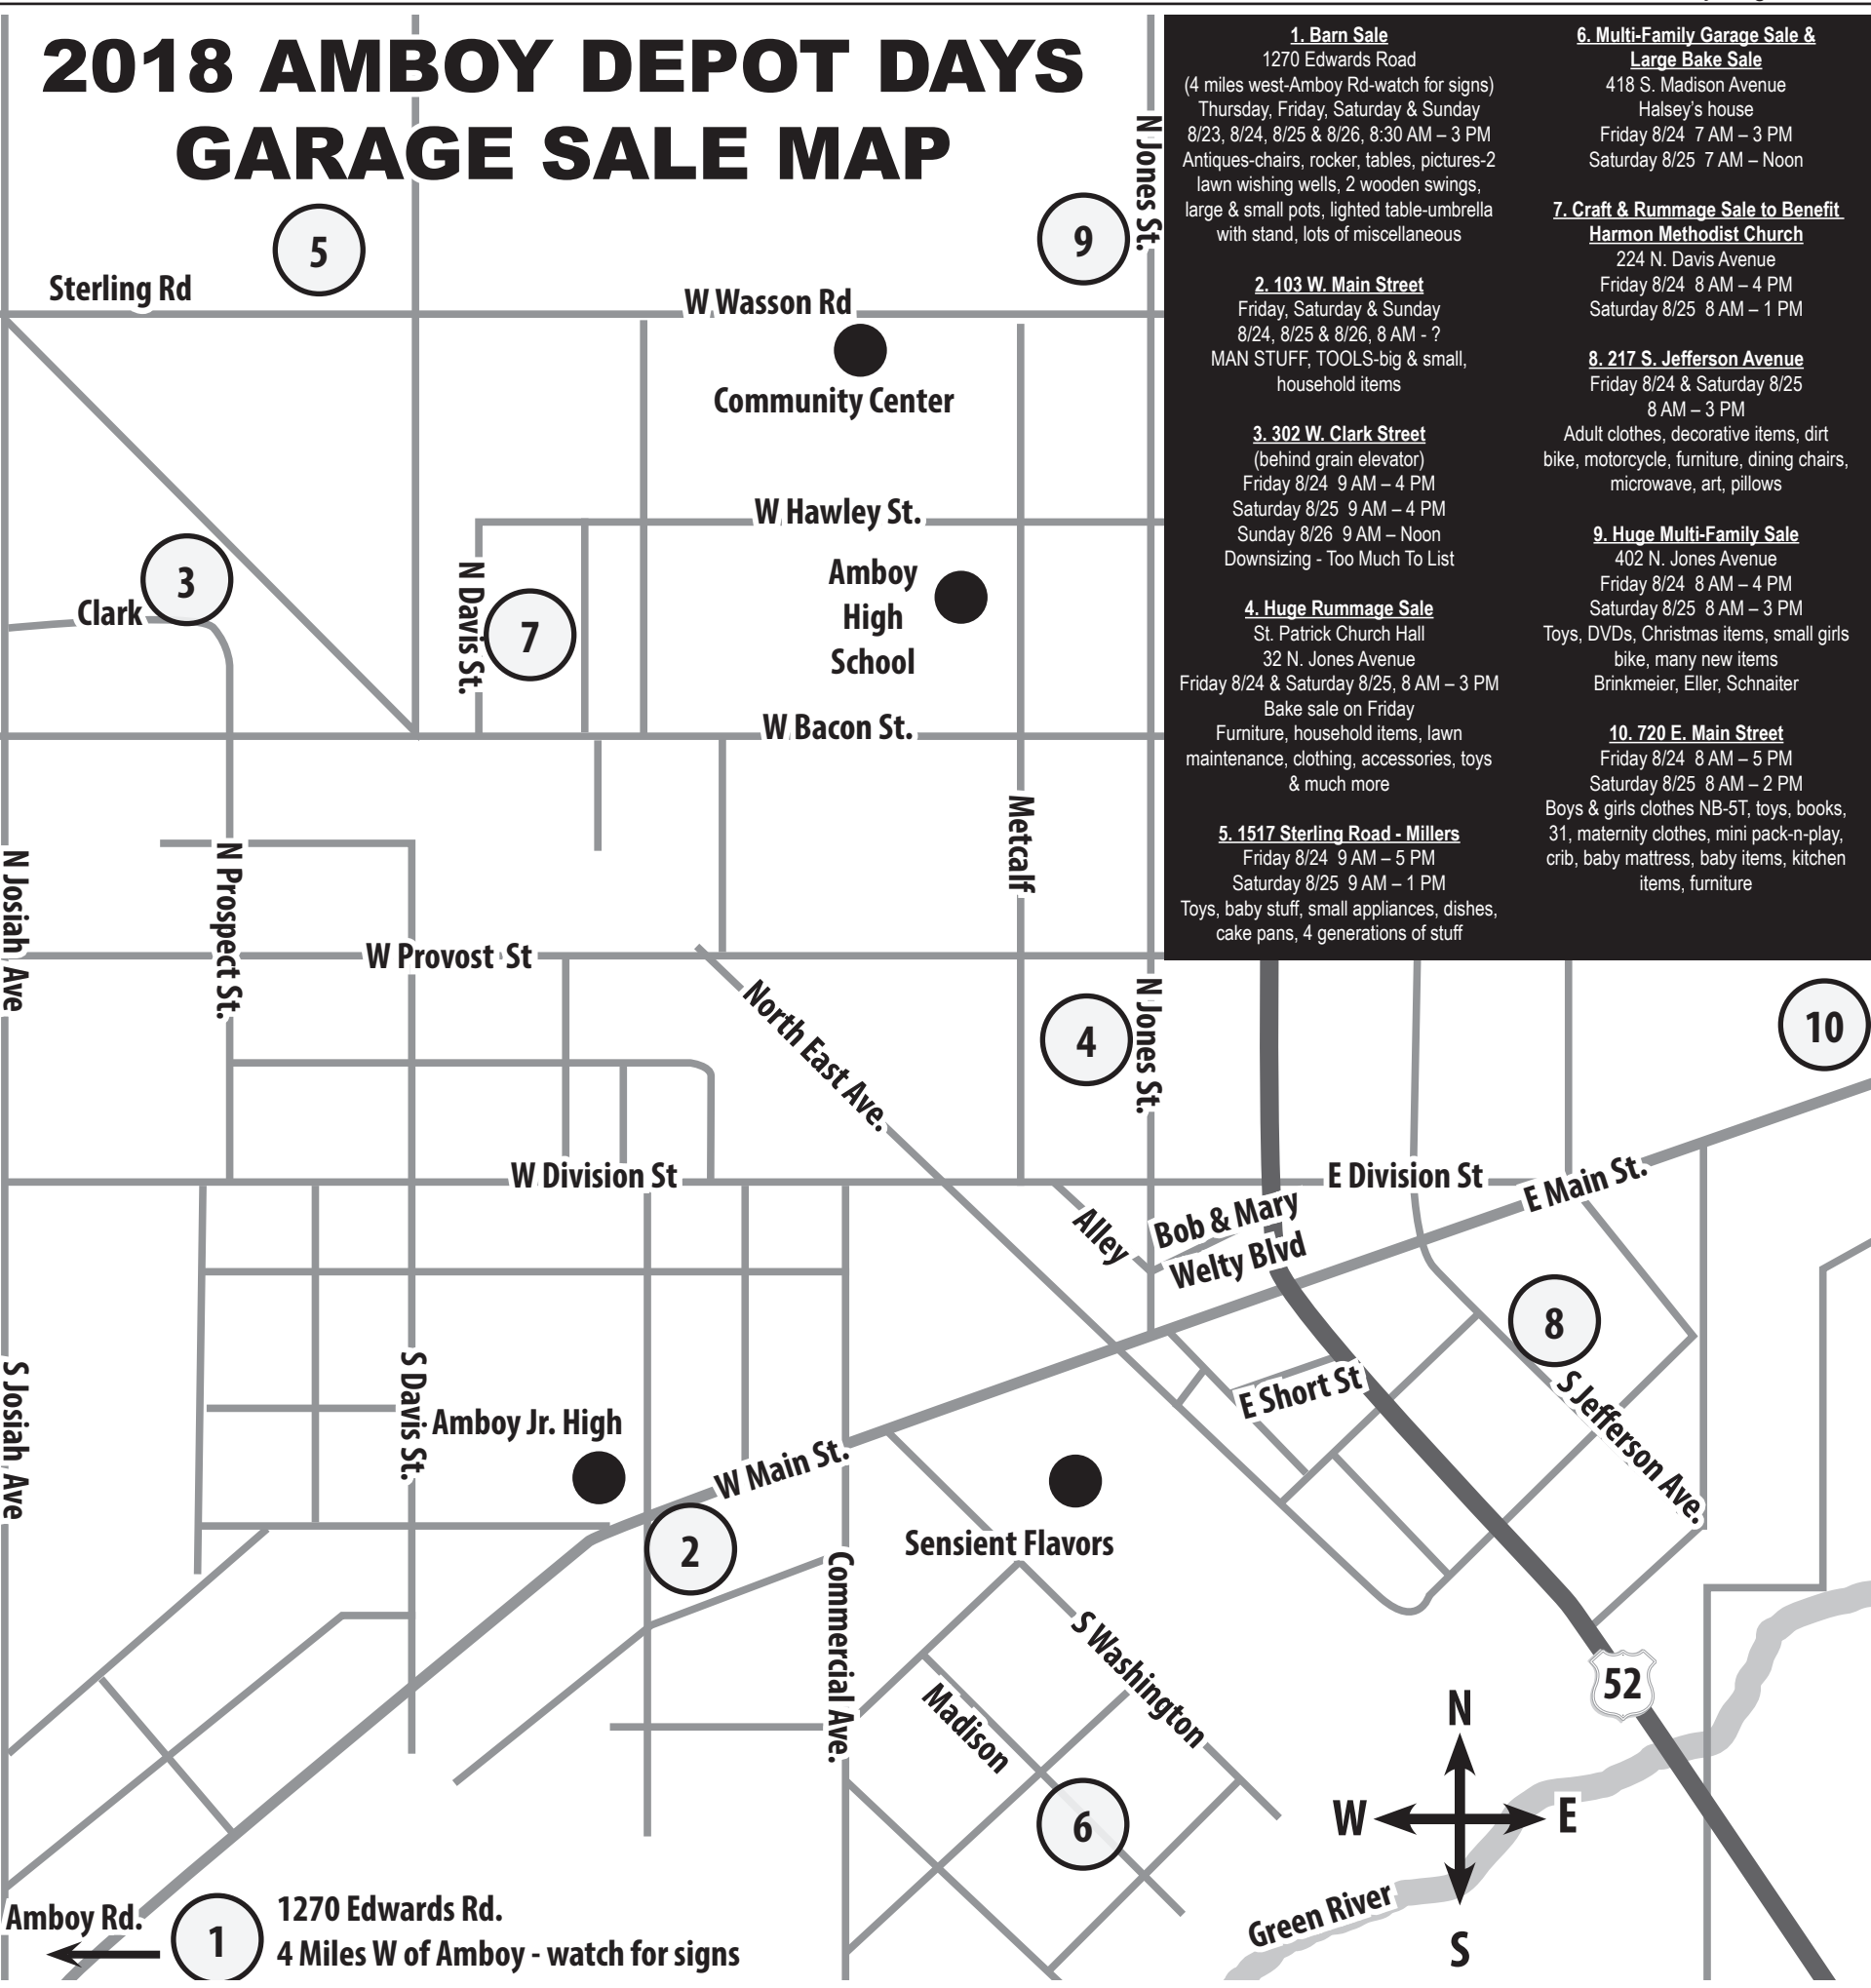 2018 AMBOY DEPOT DAYS
GARAGE SALE MAP
1. Barn Sale
1270 Edwards Road
(4 miles west-Amboy Rd-watch for signs)
Thursday, Friday, Saturday & Sunday
8/23, 8/24, 8/25 & 8/26, 8:30 AM – 3 PM
Antiques-chairs, rocker, tables, pictures-2
lawn wishing wells, 2 wooden swings,
large & small pots, lighted table-umbrella
with stand, lots of miscellaneous
2. 103 W. Main Street
Friday, Saturday & Sunday
8/24, 8/25 & 8/26, 8 AM - ?
MAN STUFF, TOOLS-big & small,
household items
3. 302 W. Clark Street
(behind grain elevator)
Friday 8/24 9 AM – 4 PM
Saturday 8/25 9 AM – 4 PM
Sunday 8/26 9 AM – Noon
Downsizing - Too Much To List
4. Huge Rummage Sale
St. Patrick Church Hall
32 N. Jones Avenue
Friday 8/24 & Saturday 8/25, 8 AM – 3 PM
Bake sale on Friday
Furniture, household items, lawn
maintenance, clothing, accessories, toys
& much more
5. 1517 Sterling Road - Millers
Friday 8/24 9 AM – 5 PM
Saturday 8/25 9 AM – 1 PM
Toys, baby stuff, small appliances, dishes,
cake pans, 4 generations of stuff
6. Multi-Family Garage Sale &
Large Bake Sale
418 S. Madison Avenue
Halsey's house
Friday 8/24 7 AM – 3 PM
Saturday 8/25 7 AM – Noon
7. Craft & Rummage Sale to Benefit
Harmon Methodist Church
224 N. Davis Avenue
Friday 8/24 8 AM – 4 PM
Saturday 8/25 8 AM – 1 PM
8. 217 S. Jefferson Avenue
Friday 8/24 & Saturday 8/25
8 AM – 3 PM
Adult clothes, decorative items, dirt
bike, motorcycle, furniture, dining chairs,
microwave, art, pillows
9. Huge Multi-Family Sale
402 N. Jones Avenue
Friday 8/24 8 AM – 4 PM
Saturday 8/25 8 AM – 3 PM
Toys, DVDs, Christmas items, small girls
bike, many new items
Brinkmeier, Eller, Schnaiter
10. 720 E. Main Street
Friday 8/24 8 AM – 5 PM
Saturday 8/25 8 AM – 2 PM
Boys & girls clothes NB-5T, toys, books,
31, maternity clothes, mini pack-n-play,
crib, baby mattress, baby items, kitchen
items, furniture
N Jones St.
5
9
Sterling Rd
W Wasson Rd
Community Center
W Hawley St.
3
Clark
N Davis St.
7
Amboy
High
School
W Bacon St.
Metcalf
N Josiah Ave
N Prospect St.
W Provost St
North East Ave.
4
N Jones St.
10
W Division St
E Division St
E Main St.
Alley
Bob & Mary
Welty Blvd
8
E Short St
S Jefferson Ave.
S Josiah Ave
S Davis St.
Amboy Jr. High
W Main St.
2
Sensient Flavors
Commercial Ave.
S Washington
Madison
6
52
N
W
E
S
Green River
Amboy Rd.
1
1270 Edwards Rd.
4 Miles W of Amboy - watch for signs